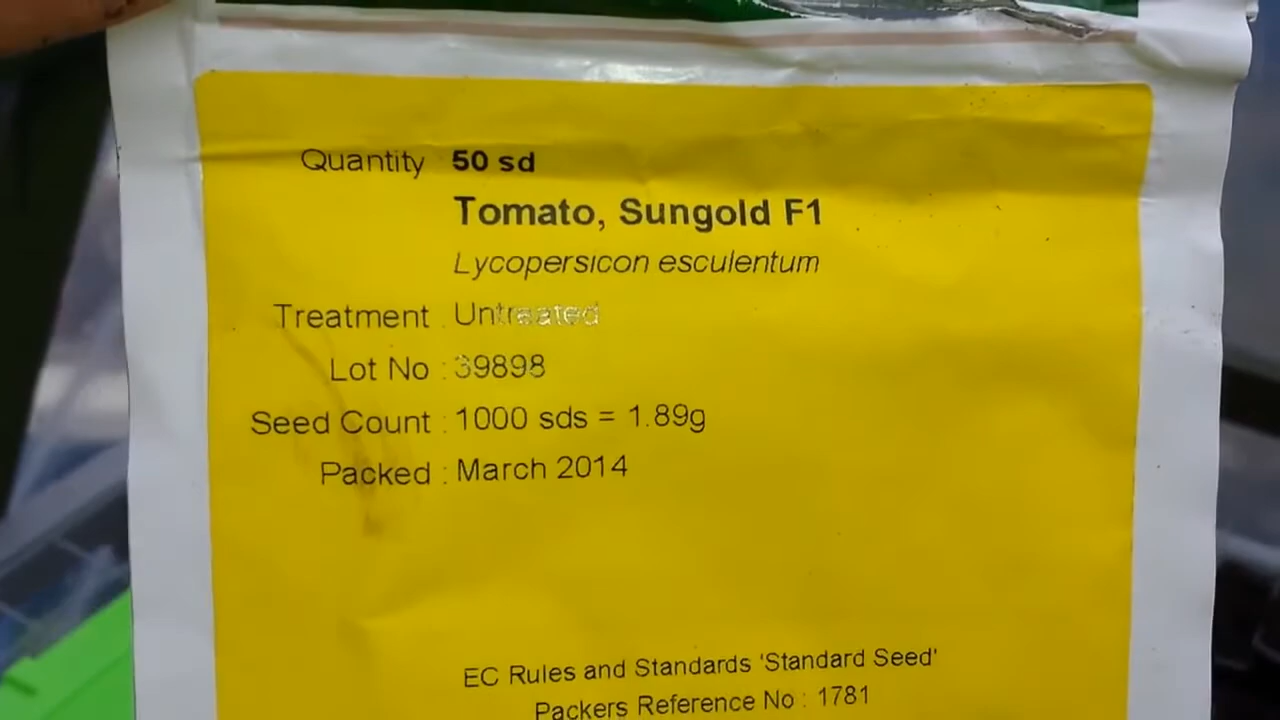 Quantity 50 sd
Tomato, Sungold F1
Lycopersicon esculentum
Treatment : Untreated
Lot No : 39898
Seed Count : 1000 sds = 1.89g
Packed : March 2014
EC Rules and Standards 'Standard Seed'
Packers Reference No : 1781